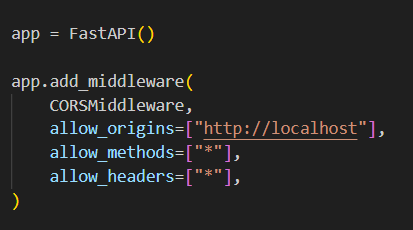 app = FastAPI()
app.add_middleware(
CORSMiddleware,
allow_origins=["http://localhost"],
allow_methods=["*"],
allow_headers=["*"],
)